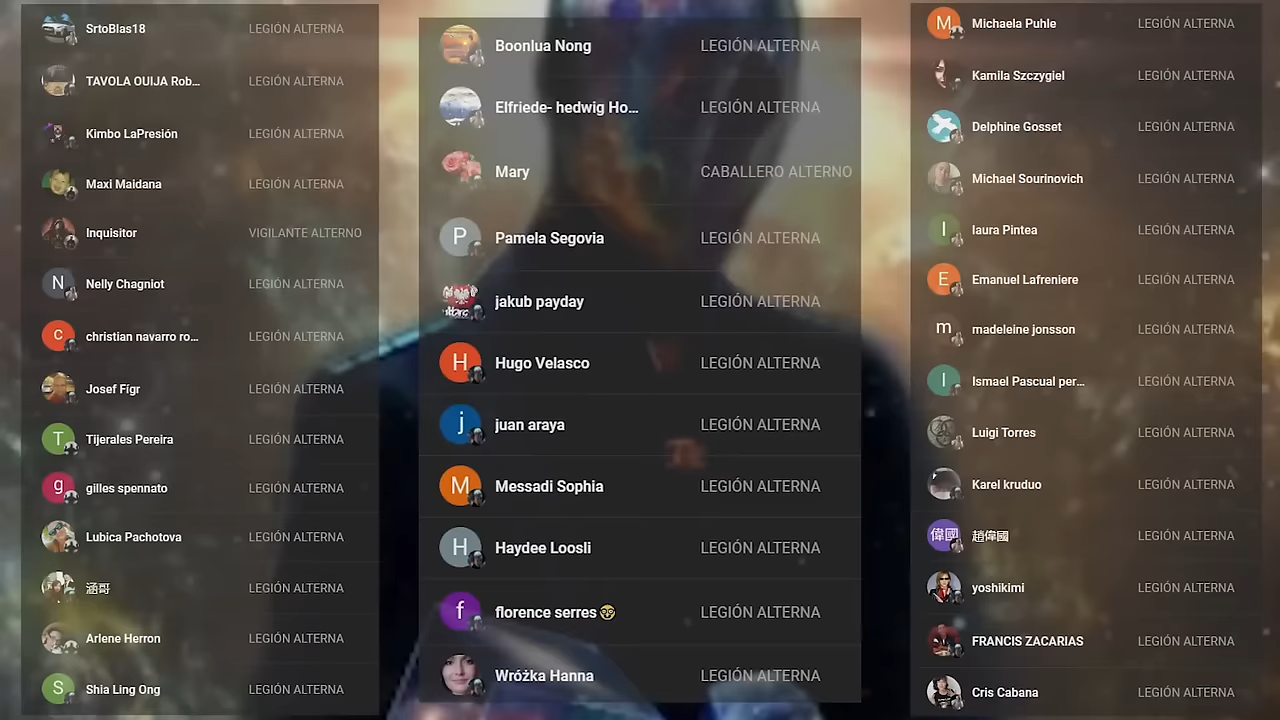 SrtoBlas18 LEGIÓN ALTERNA
TAVOLA OUIJA Rob... LEGIÓN ALTERNA
Kimbo LaPresión LEGIÓN ALTERNA
Maxi Maidana LEGIÓN ALTERNA
Inquisitor VIGILANTE ALTERNO
N Nelly Chagniot LEGIÓN ALTERNA
c christian navarro ro... LEGIÓN ALTERNA
Josef Fígr LEGIÓN ALTERNA
T Tijerales Pereira LEGIÓN ALTERNA
g gilles spennato LEGIÓN ALTERNA
Lubica Pachotova LEGIÓN ALTERNA
涵哥 LEGIÓN ALTERNA
Arlene Herron LEGIÓN ALTERNA
S Shia Ling Ong LEGIÓN ALTERNA
Boonlua Nong LEGIÓN ALTERNA
Elfriede- hedwig Ho... LEGIÓN ALTERNA
Mary CABALLERO ALTERNO
P Pamela Segovia LEGIÓN ALTERNA
jakub payday LEGIÓN ALTERNA
H Hugo Velasco LEGIÓN ALTERNA
j juan araya LEGIÓN ALTERNA
M Messadi Sophia LEGIÓN ALTERNA
H Haydee Loosli LEGIÓN ALTERNA
f florence serres🤓 LEGIÓN ALTERNA
Wróżka Hanna LEGIÓN ALTERNA
M Michaela Puhle LEGIÓN ALTERNA
Kamila Szczygiel LEGIÓN ALTERNA
Delphine Gosset LEGIÓN ALTERNA
Michael Sourinovich LEGIÓN ALTERNA
l laura Pintea LEGIÓN ALTERNA
E Emanuel Lafreniere LEGIÓN ALTERNA
m madeleine jonsson LEGIÓN ALTERNA
I Ismael Pascual per... LEGIÓN ALTERNA
Luigi Torres LEGIÓN ALTERNA
Karel kruduo LEGIÓN ALTERNA
偉國 趙偉國 LEGIÓN ALTERNA
yoshikimi LEGIÓN ALTERNA
FRANCIS ZACARIAS LEGIÓN ALTERNA
Cris Cabana LEGIÓN ALTERNA